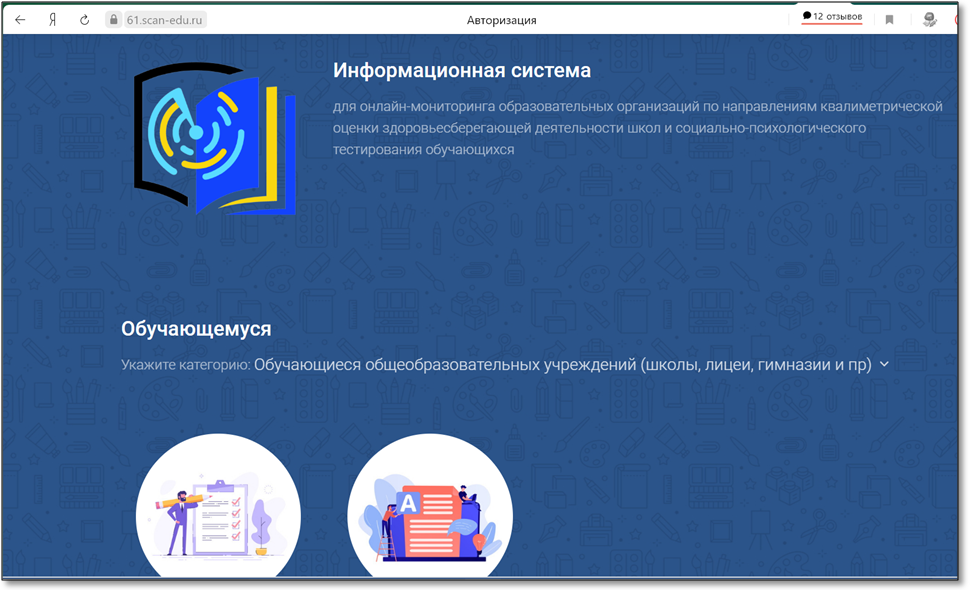 61.scan-edu.ru
Авторизация
12 отзывов
Информационная система
для онлайн-мониторинга образовательных организаций по направлениям квалиметрической
оценки здоровьесберегающей деятельности школ и социально-психологического
тестирования обучающихся
Обучающемуся
Укажите категорию: Обучающиеся общеобразовательных учреждений (школы, лицеи, гимназии и пр)
A